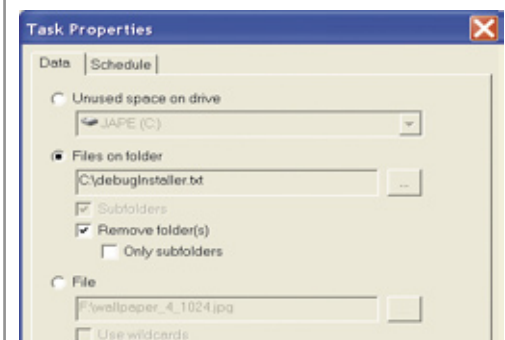 Task Properties
Data Schedule
Unused space on drive
JAPE (C:)
Files on folder
C:\debugInstaller.txt
...
Subfolders
Remove folder(s)
Only subfolders
File
F:\wallpaper_4_1024.jpg
Use wildcards